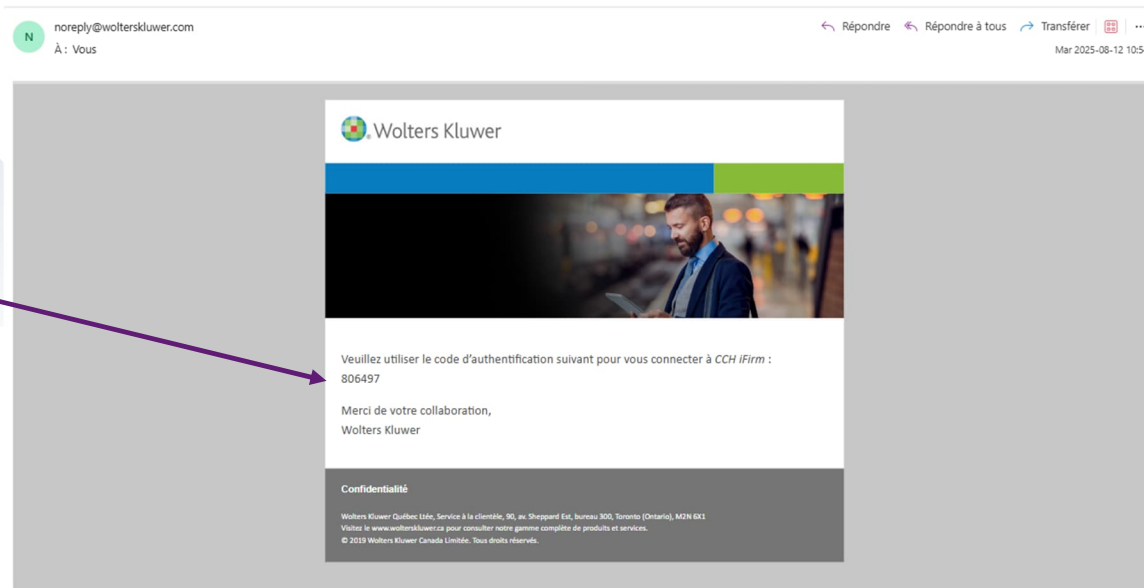 N
noreply@wolterskluwer.com
À : Vous
Répondre Répondre à tous Transférer ...
Mar 2025-08-12 10:5
Wolters Kluwer
Veuillez utiliser le code d'authentification suivant pour vous connecter à CCH iFirm :
806497
Merci de votre collaboration,
Wolters Kluwer
Confidentialité
Wolters Kluwer Québec Ltée, Service à la clientèle, 90, av. Sheppard Est, bureau 300, Toronto (Ontario), M2N 6X1
Visitez le www.wolterskluwer.ca pour consulter notre gamme complète de produits et services.
© 2019 Wolters Kluwer Canada Limitée. Tous droits réservés.